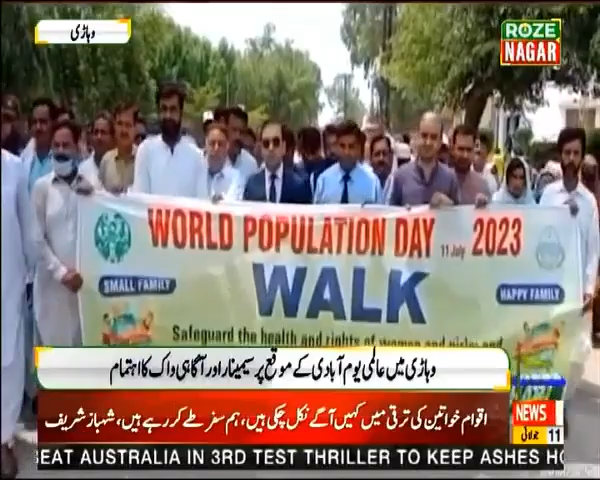 وہاڑی
ROZE
NAGAR
WORLD POPULATION DAY 11 July 2023
SMALL FAMILY
WALK
HAPPY FAMILY
Safeguard the health and rights of women and girls
وہاڑی میں عالمی یوم آبادی کے موقع پر سیمینار اور آگاہی واک کا اہتمام
اقوام خواتین کی ترقی میں کہیں آگے نکل چکی ہیں، ہم سفر طے کر رہے ہیں، شہباز شریف
NEWS
11 جولائی
EAT AUSTRALIA IN 3RD TEST THRILLER TO KEEP ASHES HO